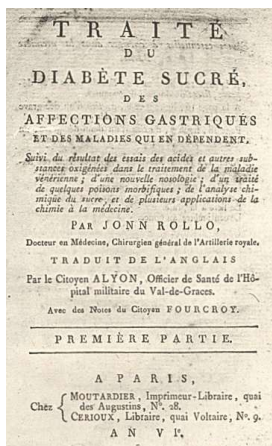 TRAITÉ
DU
DIABÈTE SUCRÉ,
DES
AFFECTIONS GASTRIQUES
ET DES MALADIES QUI EN DÉPENDENT.
Suivi du résultat des essais des acides et autres sub-
stances oxigénées dans le traitement de la maladie
vénérienne ; d'une nouvelle nosologie ; d'un traité
de quelques poisons morbifiques ; de l'analyse chi-
mique du sucre, et de plusieurs applications de la
chimie à la médecine.
PAR JONN ROLLO,
Docteur en Médecine, Chirurgien général de l'Artillerie royale,
TRADUIT DE L'ANGLAIS
Par le Citoyen ALYON, Officier de Santé de l'Hô-
pital militaire du Val-de-Graces.
Avec des Notes du Citoyen FOURCROY.
PREMIÈRE PARTIE.
A PARIS,
Chez { MOUTARDIER, Imprimeur-Libraire, quai
des Augustins, Nº. 28.
CERIOUX, Libraire, quai Voltaire, Nº. 9.
AN VIe.